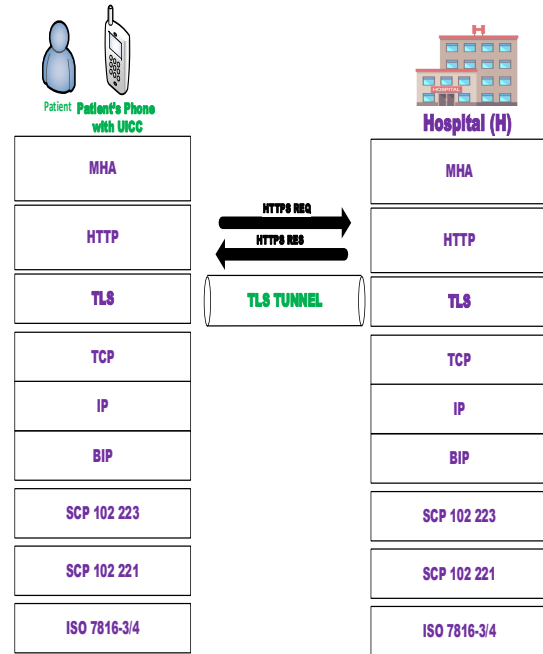 H
HOSPITAL
Patient
Patient's Phone
with UICC
Hospital (H)
MHA
MHA
HTTPS REQ
HTTP
HTTPS RES
HTTP
TLS
TLS TUNNEL
TLS
TCP
TCP
IP
IP
BIP
BIP
SCP 102 223
SCP 102 223
SCP 102 221
SCP 102 221
ISO 7816-3/4
ISO 7816-3/4